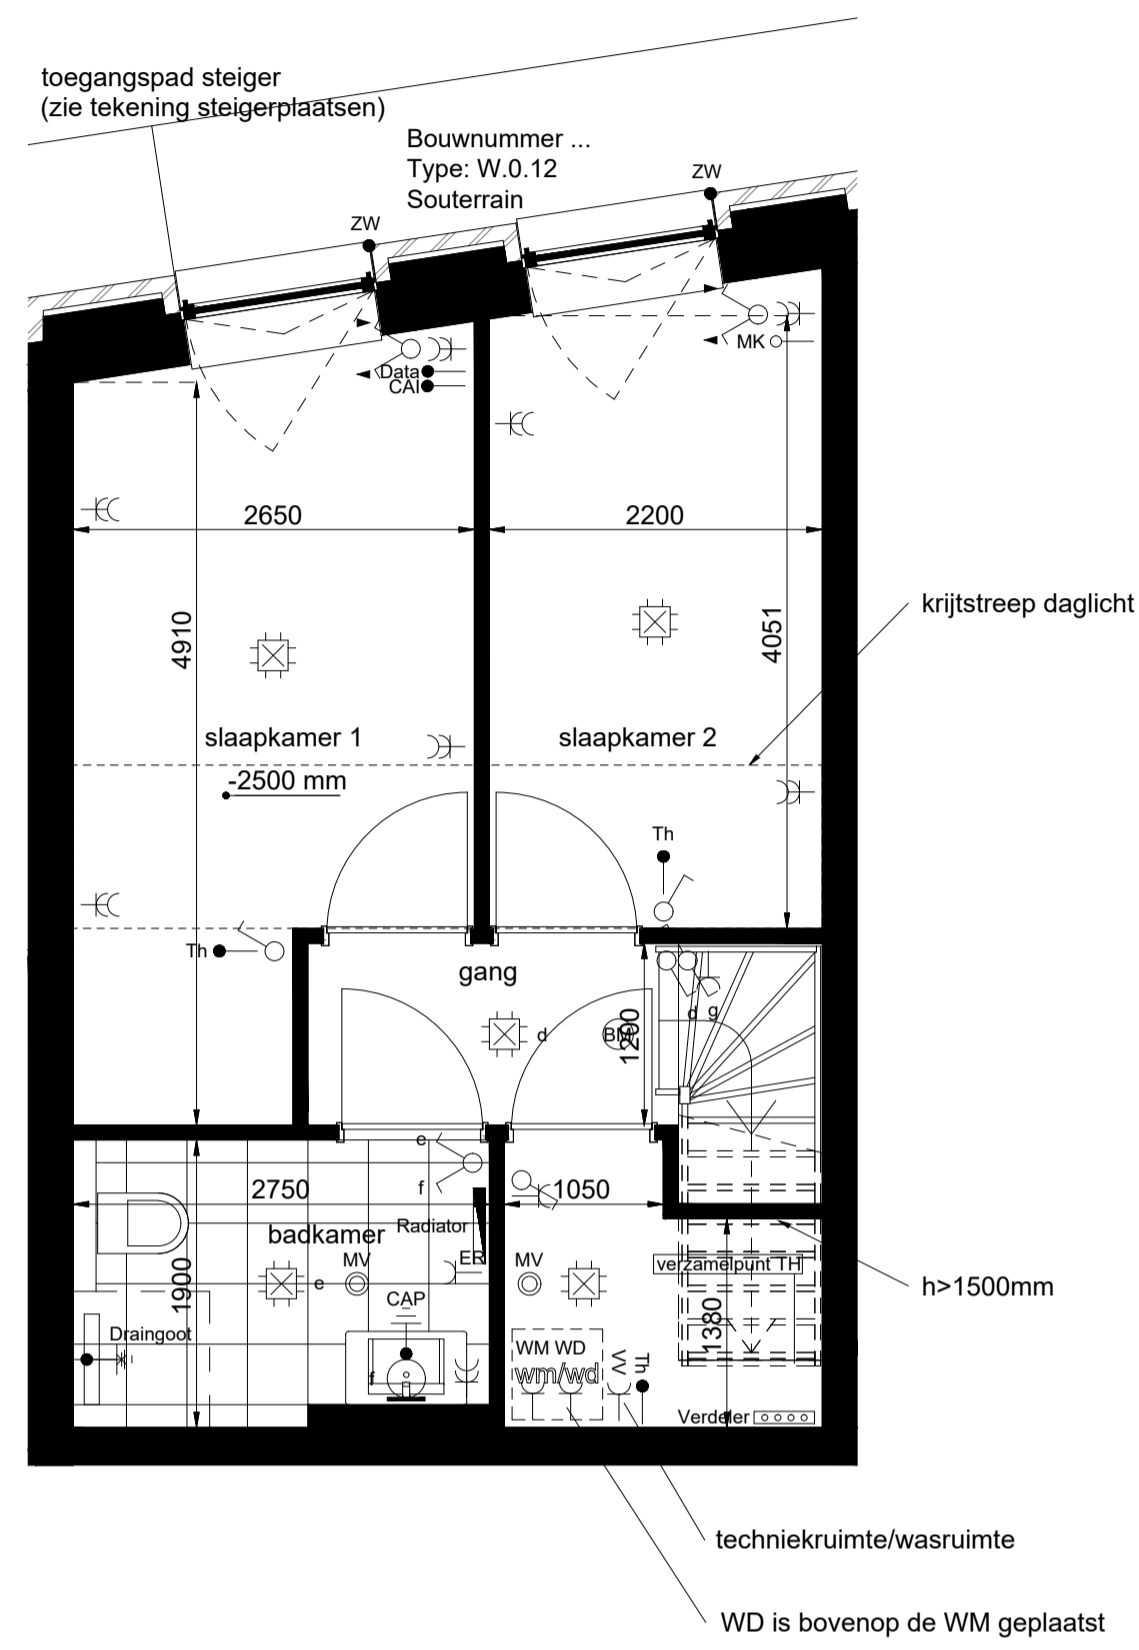 toegangspad steiger
(zie tekening steigerplaatsen)
Bouwnummer ...
Type: W.0.12
Souterrain
ZW
ZW
MK
Data
CAI
2650
2200
4910
4051
krijtstreep daglicht
slaapkamer 1
slaapkamer 2
-2500 mm
Th
Th
gang
d
g
d
1200
e
f
2750
1050
badkamer
Radiator
ER
MV
MV
verzamelpunt TH
e
1900
h>1500mm
CAP
1380
Draingoot
WM WD
wm/wd
VV
Th
f
Verdeler
techniekruimte/wasruimte
WD is bovenop de WM geplaatst